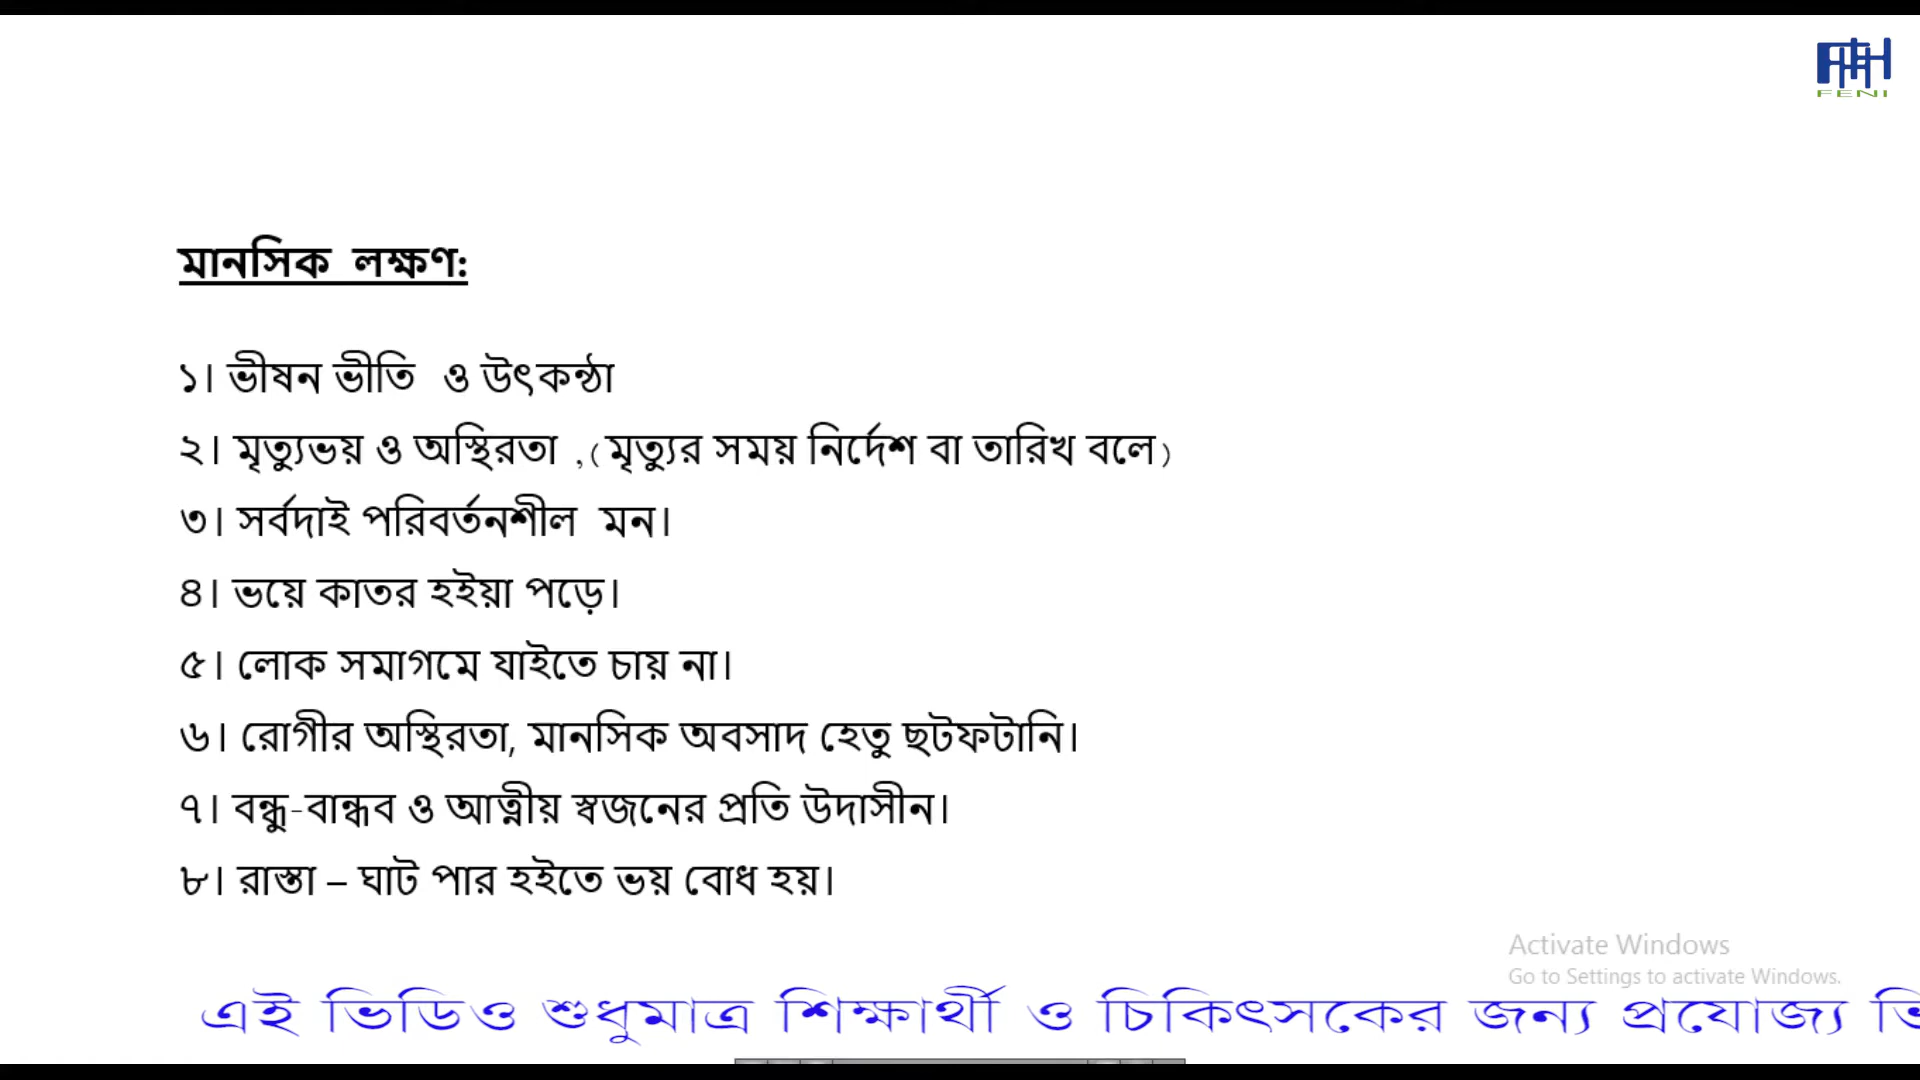 FENI
মানসিক লক্ষণ:
১। ভীষন ভীতি ও উৎকন্ঠা
২। মৃত্যুভয় ও অস্থিরতা ,(মৃত্যুর সময় নির্দেশ বা তারিখ বলে)
৩। সর্বদাই পরিবর্তনশীল মন।
৪। ভয়ে কাতর হইয়া পড়ে।
৫। লোক সমাগমে যাইতে চায় না।
৬। রোগীর অস্থিরতা, মানসিক অবসাদ হেতু ছটফটানি।
৭। বন্ধু-বান্ধব ও আত্নীয় স্বজনের প্রতি উদাসীন।
৮। রাস্তা – ঘাট পার হইতে ভয় বোধ হয়।
Activate Windows
Go to Settings to activate Windows.
এই ভিডিও শুধুমাত্র শিক্ষার্থী ও চিকিৎসকের জন্য প্রযোজ্য